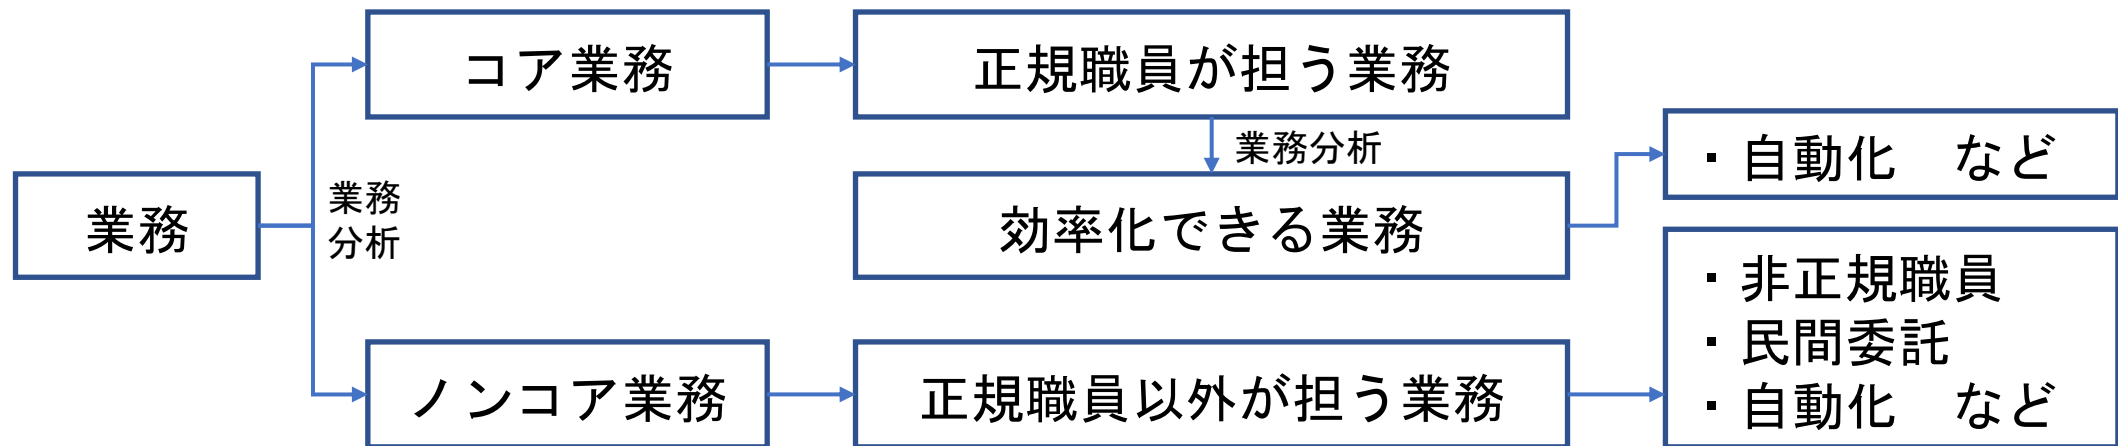 業務
業務
分析
コア業務
正規職員が担う業務
業務分析
効率化できる業務
・自動化　など
ノンコア業務
正規職員以外が担う業務
・非正規職員
・民間委託
・自動化　など